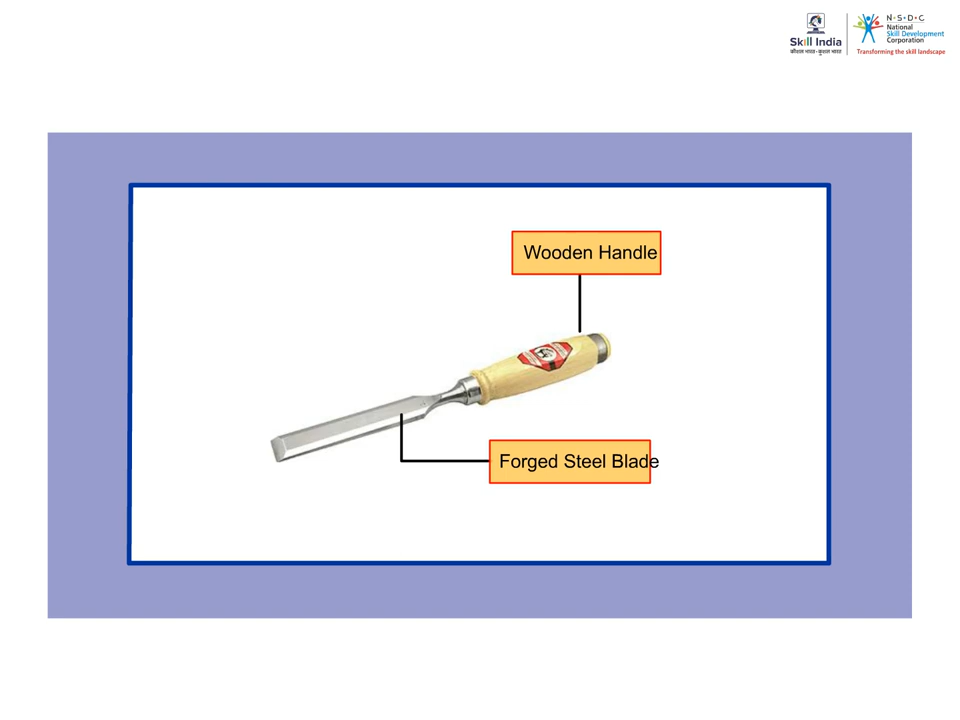 Skill India
कौशल भारत - कुशल भारत
N·S·D·C
National
Skill Development
Corporation
Transforming the skill landscape
Wooden Handle
Forged Steel Blade